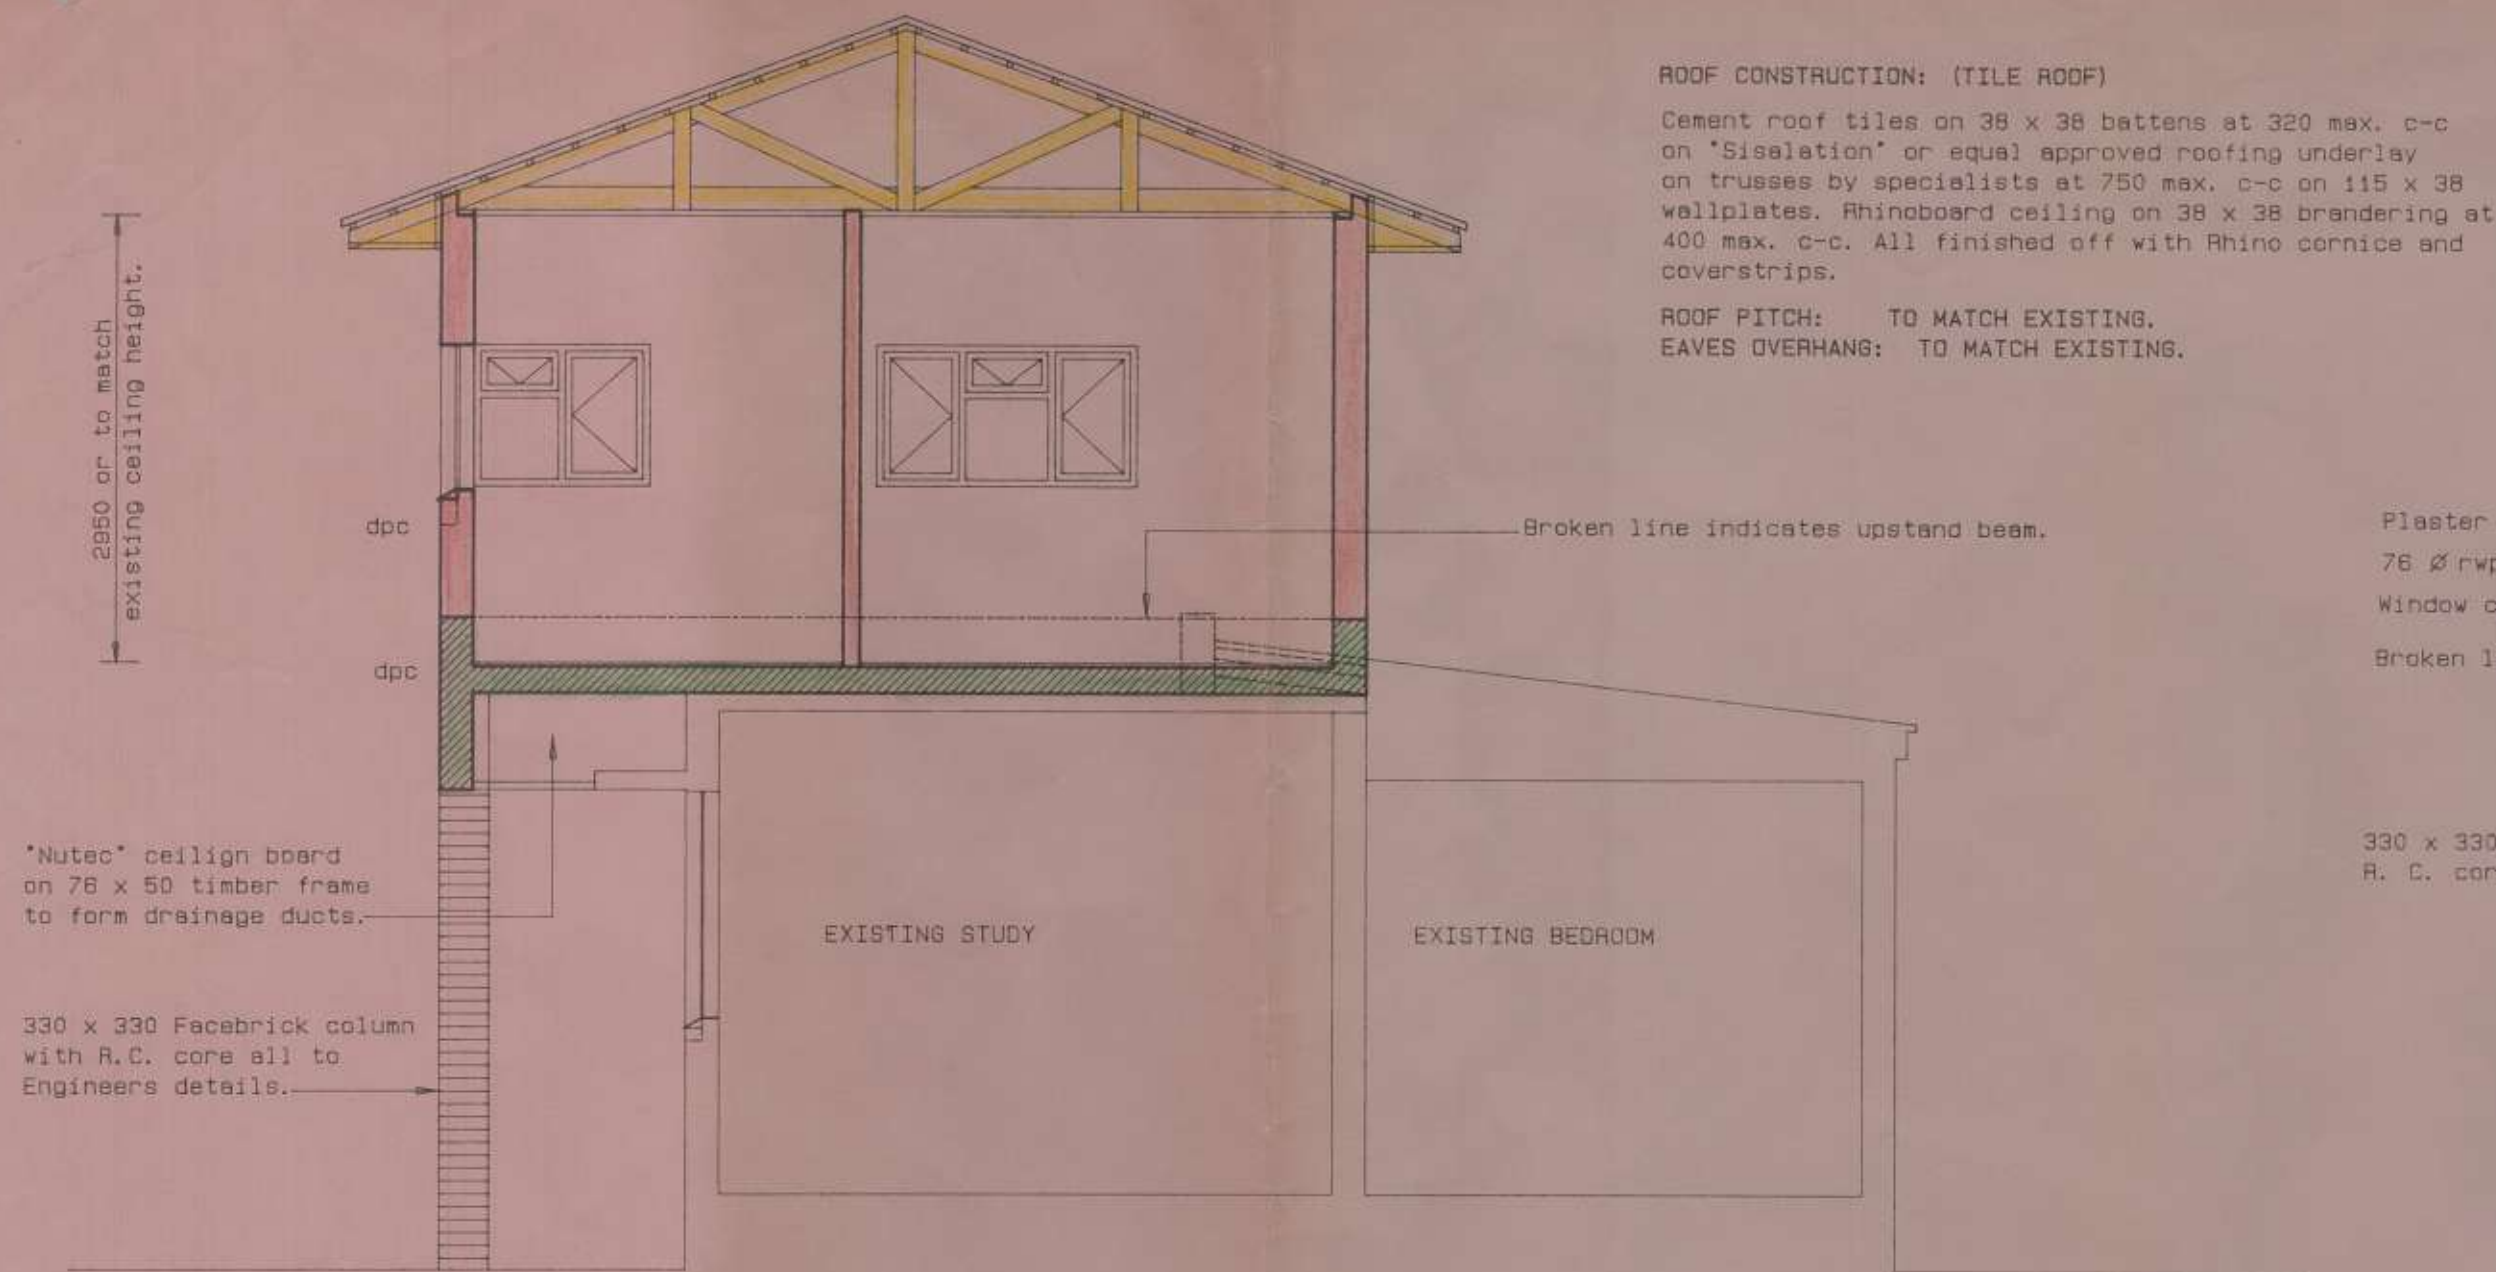 ROOF CONSTRUCTION: (TILE ROOF)
Cement roof tiles on 38 x 38 battens at 320 max. c-c
on "Sisalation" or equal approved roofing underlay
on trusses by specialists at 750 max. c-c on 115 x 38
wallplates. Rhinoboard ceiling on 38 x 38 brandering at
400 max. c-c. All finished off with Rhino cornice and
coverstrips.
ROOF PITCH: TO MATCH EXISTING.
EAVES OVERHANG: TO MATCH EXISTING.
2950 or to match
existing ceiling height.
dpc
Broken line indicates upstand beam.
Plaster
76 Ø rwp
Window c
dpc
Broken l
"Nutec" ceilign board
on 76 x 50 timber frame
to form drainage ducts.
330 x 330
R. C. cor
EXISTING STUDY
EXISTING BEDROOM
330 x 330 Facebrick column
with R.C. core all to
Engineers details.